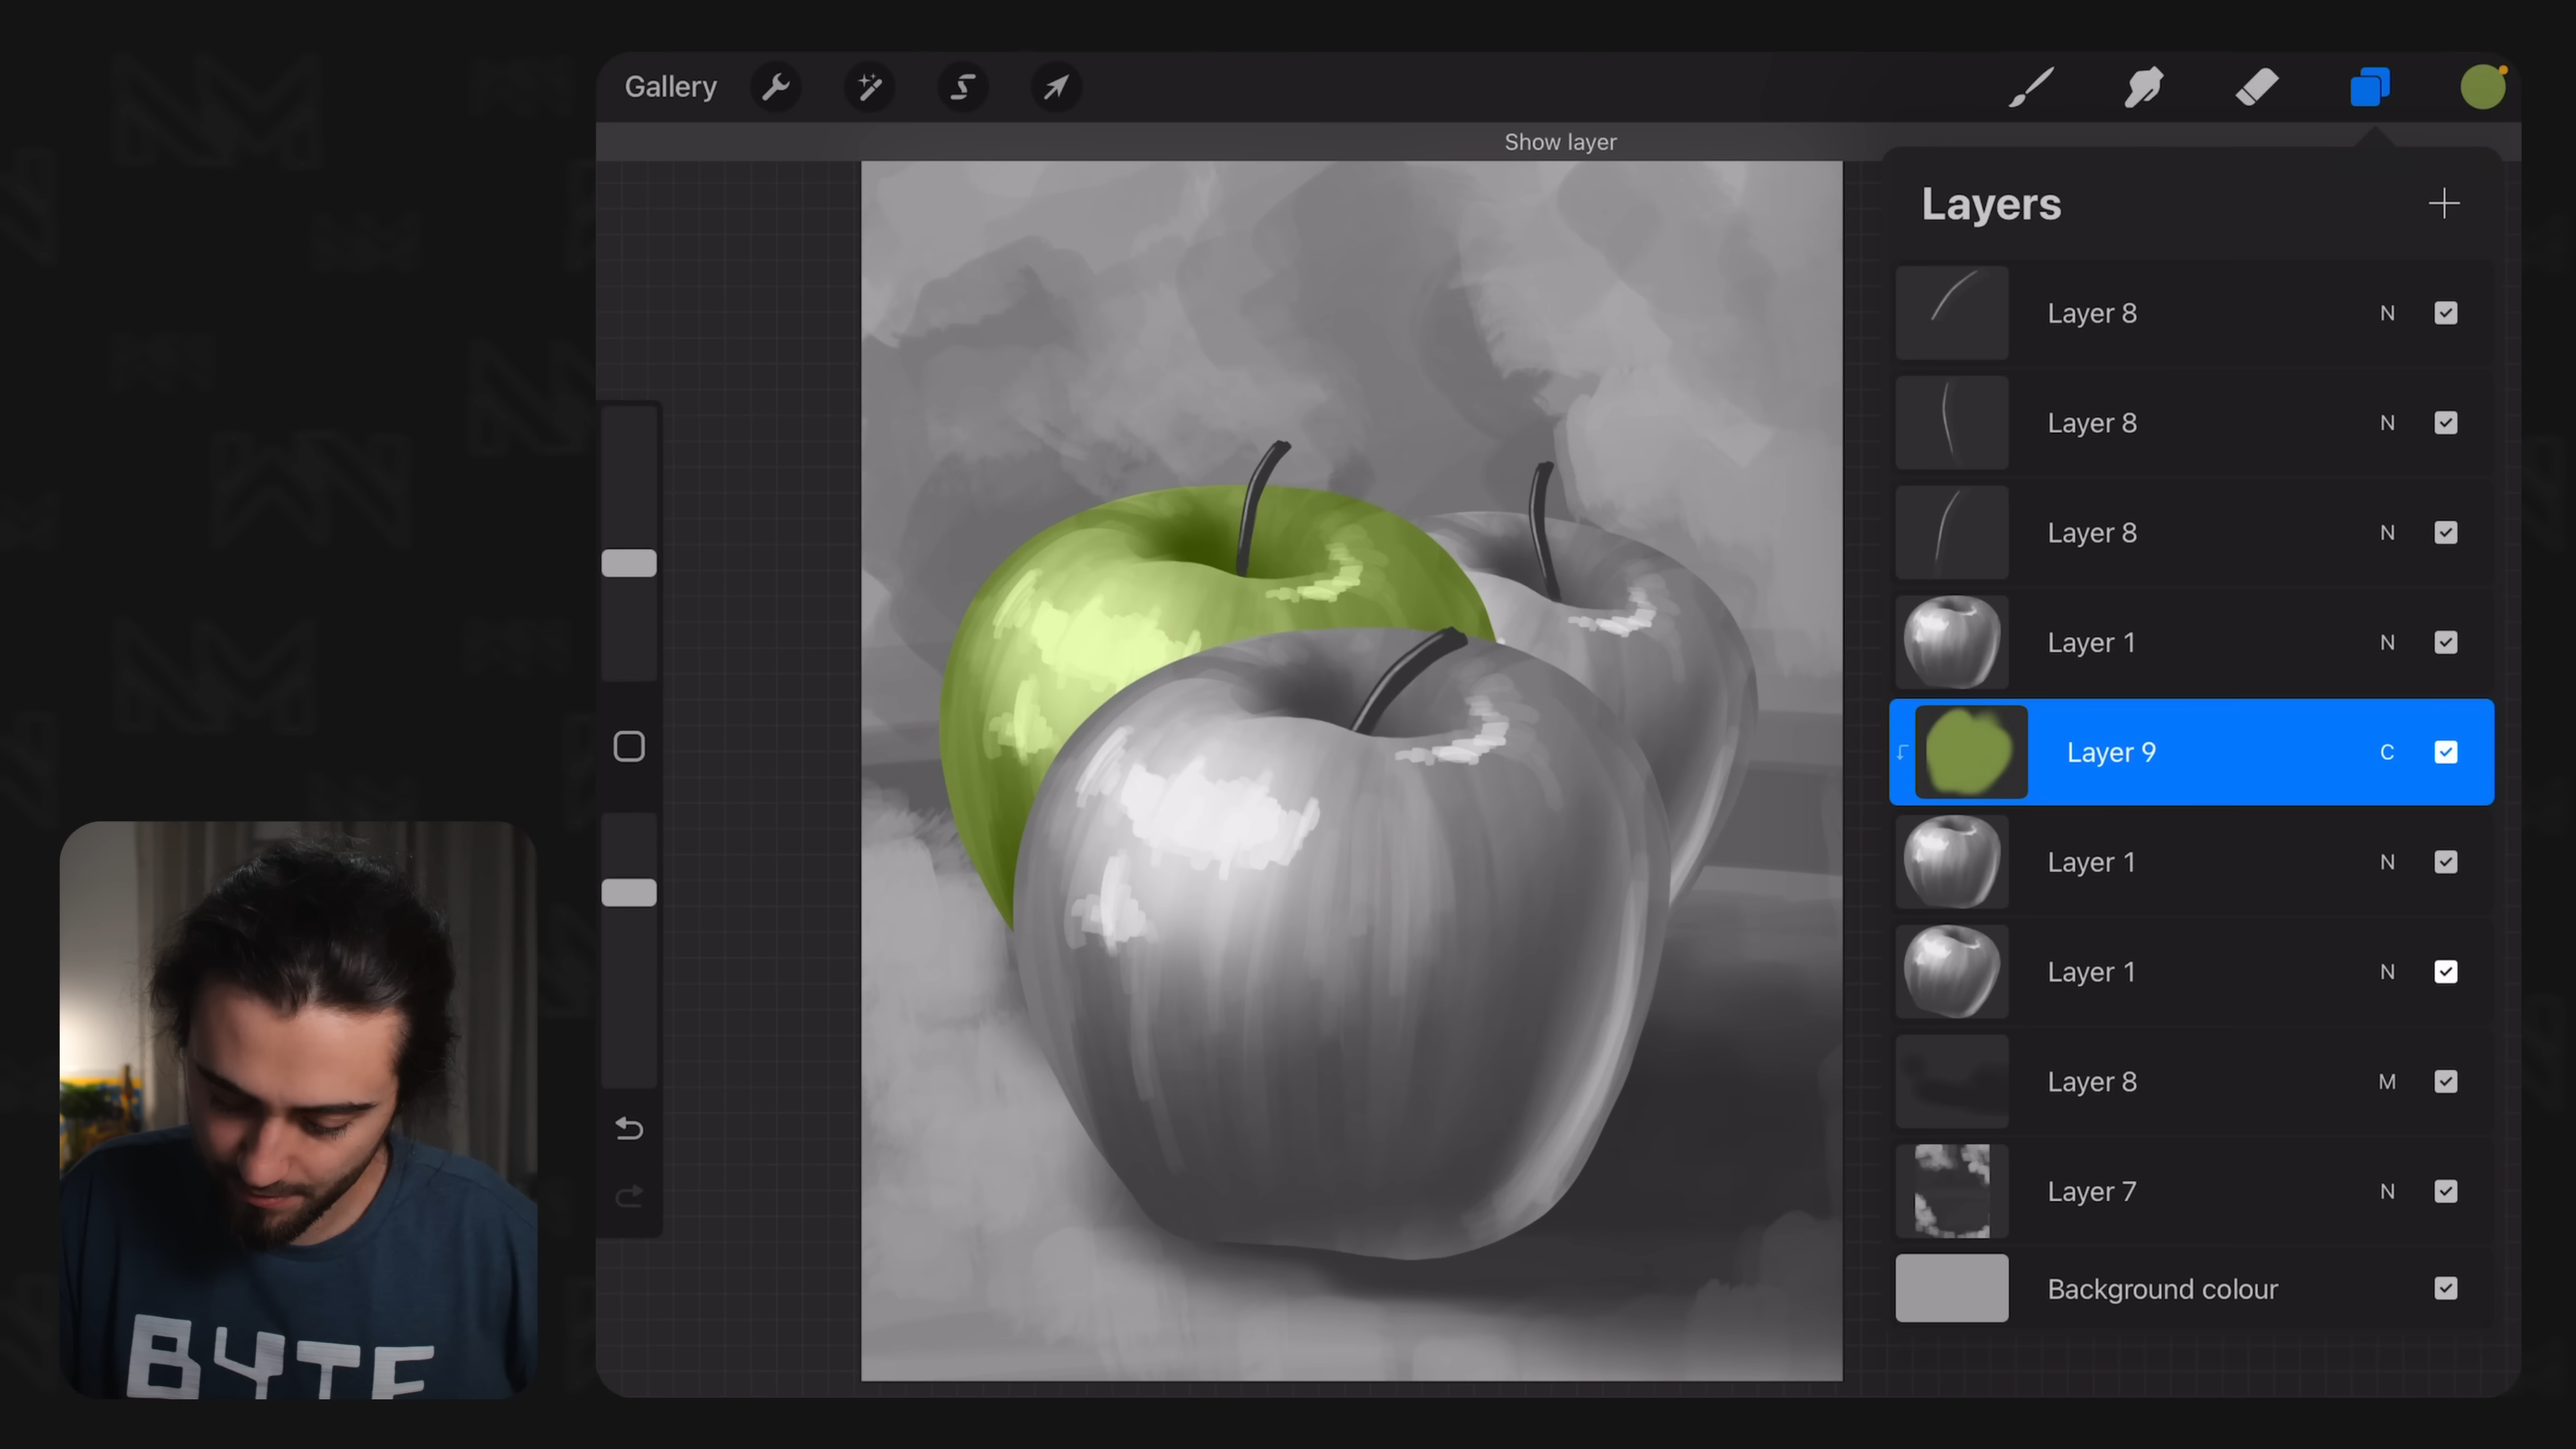 Gallery
Show layer
Layers
Layer 8 N
Layer 8 N
Layer 8 N
Layer 1 N
Layer 9 C
Layer 1 N
Layer 1 N
Layer 8 M
Layer 7 N
Background colour
BYTE